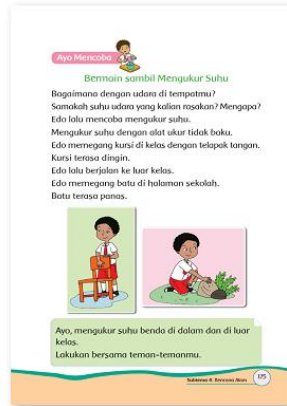 Ayo Mencoba
Bermain sambil Mengukur Suhu
Bagaimana dengan udara di tempatmu?
Samakah suhu udara yang kalian rasakan? Mengapa?
Edo lalu mencoba mengukur suhu.
Mengukur suhu dengan alat ukur tidak baku.
Edo memegang kursi di kelas dengan telapak tangan.
Kursi terasa dingin.
Edo lalu berjalan ke luar kelas.
Edo memegang batu di halaman sekolah.
Batu terasa panas.
Ayo, mengukur suhu benda di dalam dan di luar
kelas.
Lakukan bersama teman-temanmu.
Bencana Alam
175